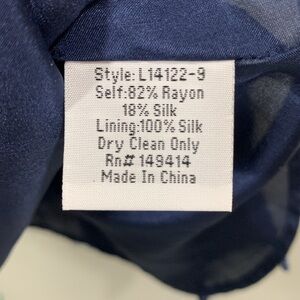 Style: L14122-9
Self:82% Rayon
18% Silk
Lining:100% Silk
Dry Clean Only
Rn# 149414
Made In China